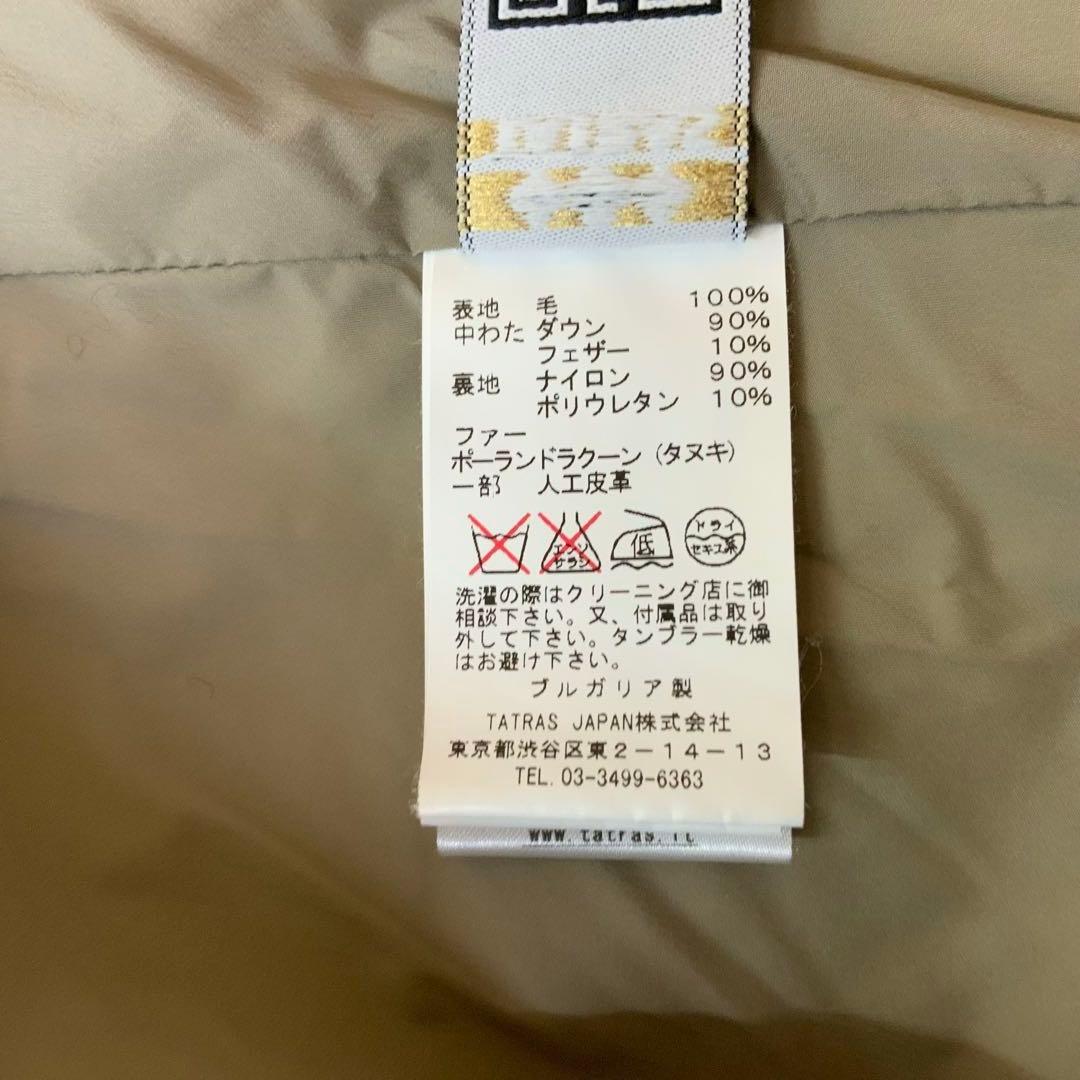 表地 毛 100%
中わた ダウン 90%
フェザー 10%
裏地 ナイロン 90%
ポリウレタン 10%
ファー
ポーランドラクーン (タヌキ)
一部 人工皮革
エンソ
サラシ
低
ドライ
セキユ系
洗濯の際はクリーニング店に御
相談下さい。又、付属品は取り
外して下さい。タンブラー乾燥
はお避け下さい。
ブルガリア製
TATRAS JAPAN株式会社
東京都渋谷区東2-14-13
TEL. 03-3499-6363
www.tatras.it